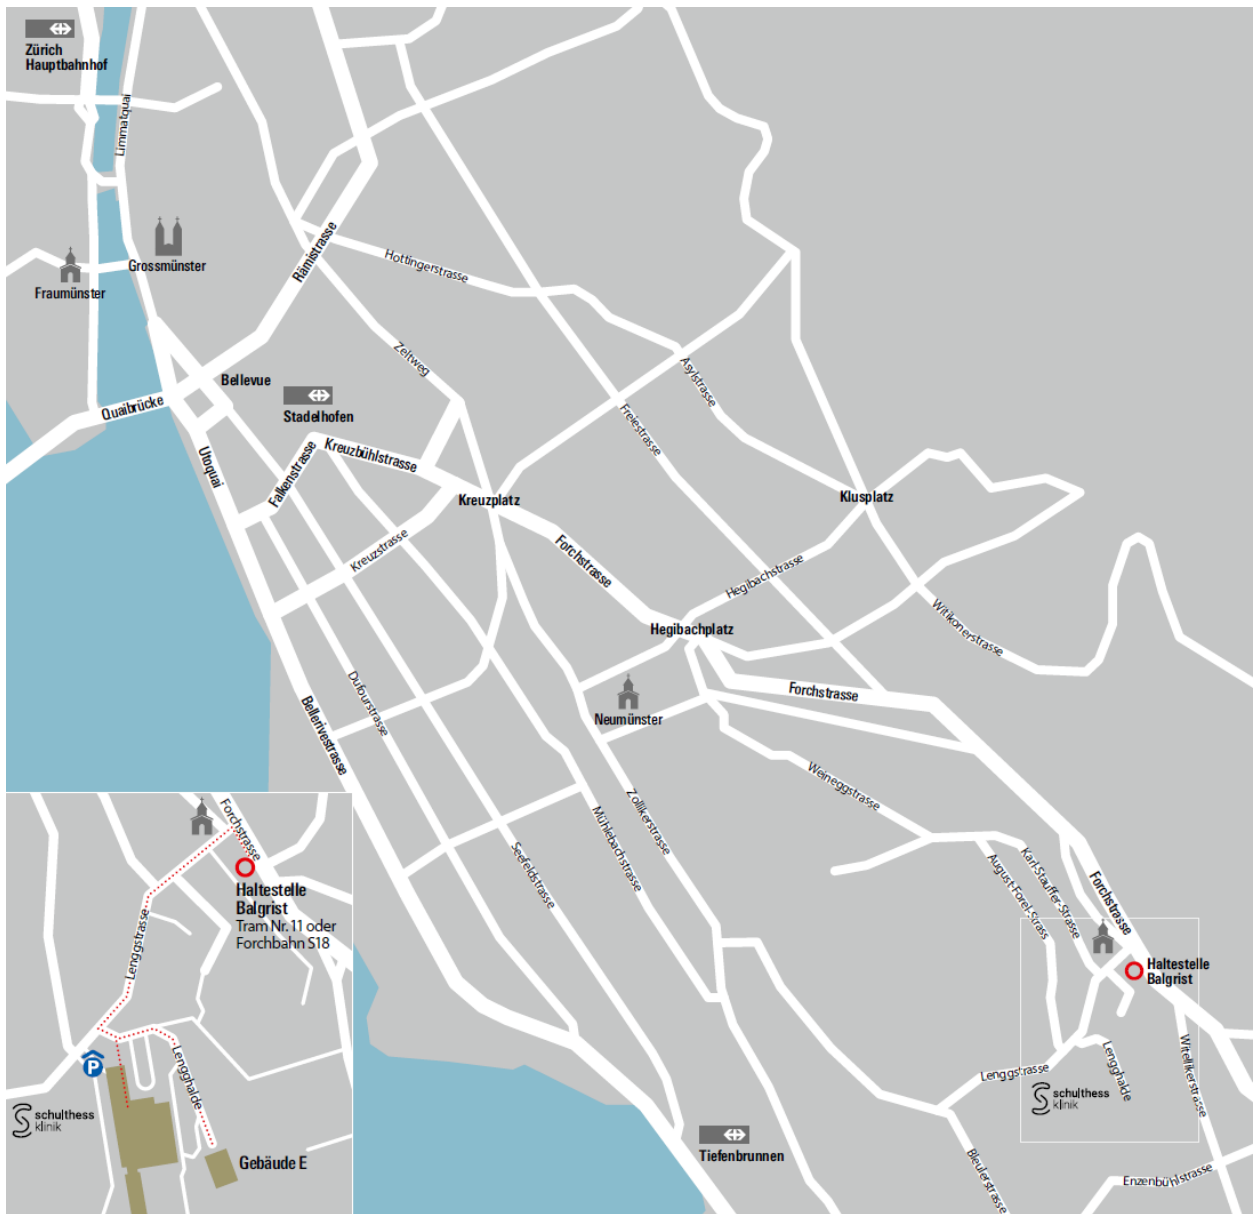 Zürich
Hauptbahnhof
Limmatquai
Grossmünster
Fraumünster
Rämistrasse
Hottingerstrasse
Zeltweg
Bellevue
Stadelhofen
Quaibrücke
Utoquai
Falkenstrasse
Kreuzbühlstrasse
Asylstrasse
Freiestrasse
Kreuzplatz
Klusplatz
Kreuzstrasse
Forchstrasse
Hegibachstrasse
Hegibachplatz
Witikonerstrasse
Bellerivestrasse
Dufourstrasse
Neumünster
Forchstrasse
Weineggstrasse
Zollikerstrasse
Mühlebachstrasse
Seefeldstrasse
August-Forel-Strass
Karl-Stauffer-Strasse
Forchstrasse
Haltestelle
Balgrist
Lenggstrasse
Lengghalde
Witellikerstrasse
schulthess
klinik
Tiefenbrunnen
Bleulerstrasse
Enzenbühlstrasse
Forchstrasse
Haltestelle
Balgrist
Tram Nr. 11 oder
Forchbahn S18
Lenggstrasse
P
Lengghalde
schulthess
klinik
Gebäude E